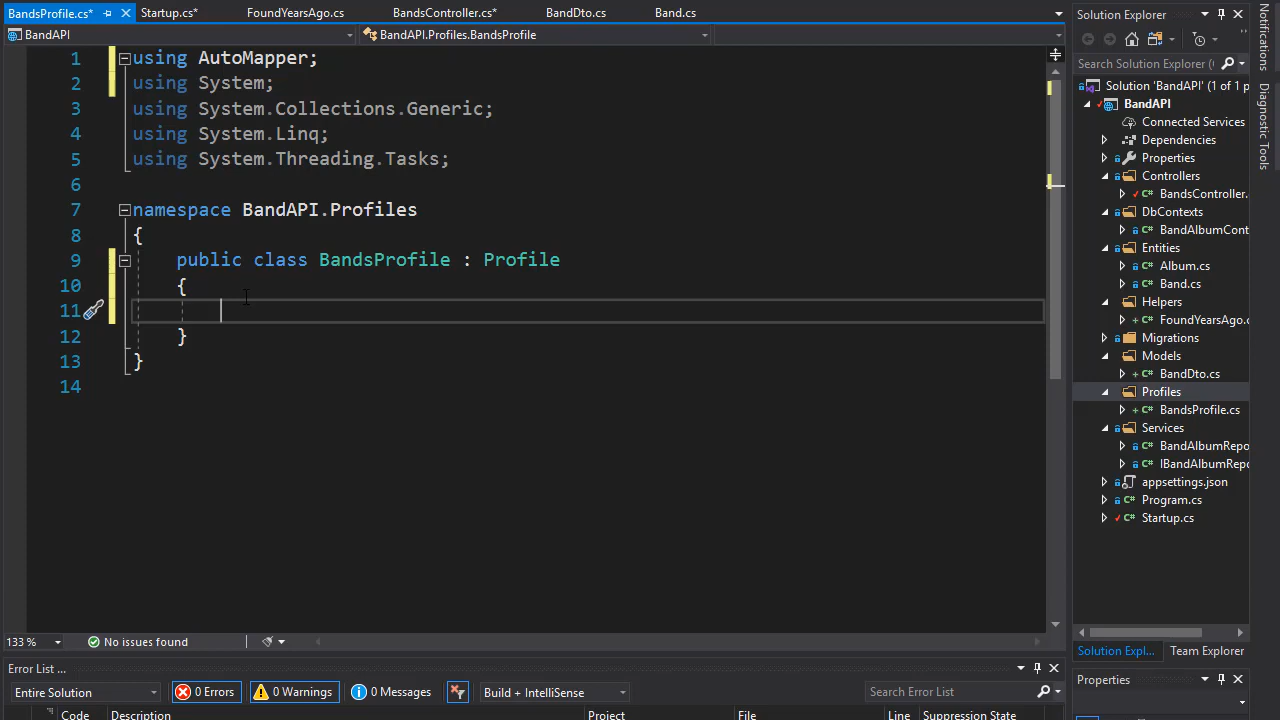 BandsProfile.cs*
Startup.cs*
FoundYearsAgo.cs
BandsController.cs*
BandDto.cs
Band.cs
BandAPI
BandAPI.Profiles.BandsProfile
1 using AutoMapper;
2 using System;
3 using System.Collections.Generic;
4 using System.Linq;
5 using System.Threading.Tasks;
6
7 namespace BandAPI.Profiles
8 {
9 public class BandsProfile : Profile
10 {
11
12 }
13 }
14
133 %
No issues found
Error List ...
Entire Solution
0 Errors
0 Warnings
0 Messages
Build + IntelliSense
Search Error List
Code
Description
Project
File
Line
Suppression State
Solution Explorer
Search Solution Explorer (
Solution 'BandAPI' (1 of 1 p
BandAPI
Connected Services
Dependencies
Properties
Controllers
BandsController.
DbContexts
BandAlbumCont
Entities
Album.cs
Band.cs
Helpers
FoundYearsAgo.c
Migrations
Models
BandDto.cs
Profiles
BandsProfile.cs
Services
BandAlbumRepo
IBandAlbumRepo
appsettings.json
Program.cs
Startup.cs
Solution Expl...
Team Explorer
Properties
Notifications
Diagnostic Tools